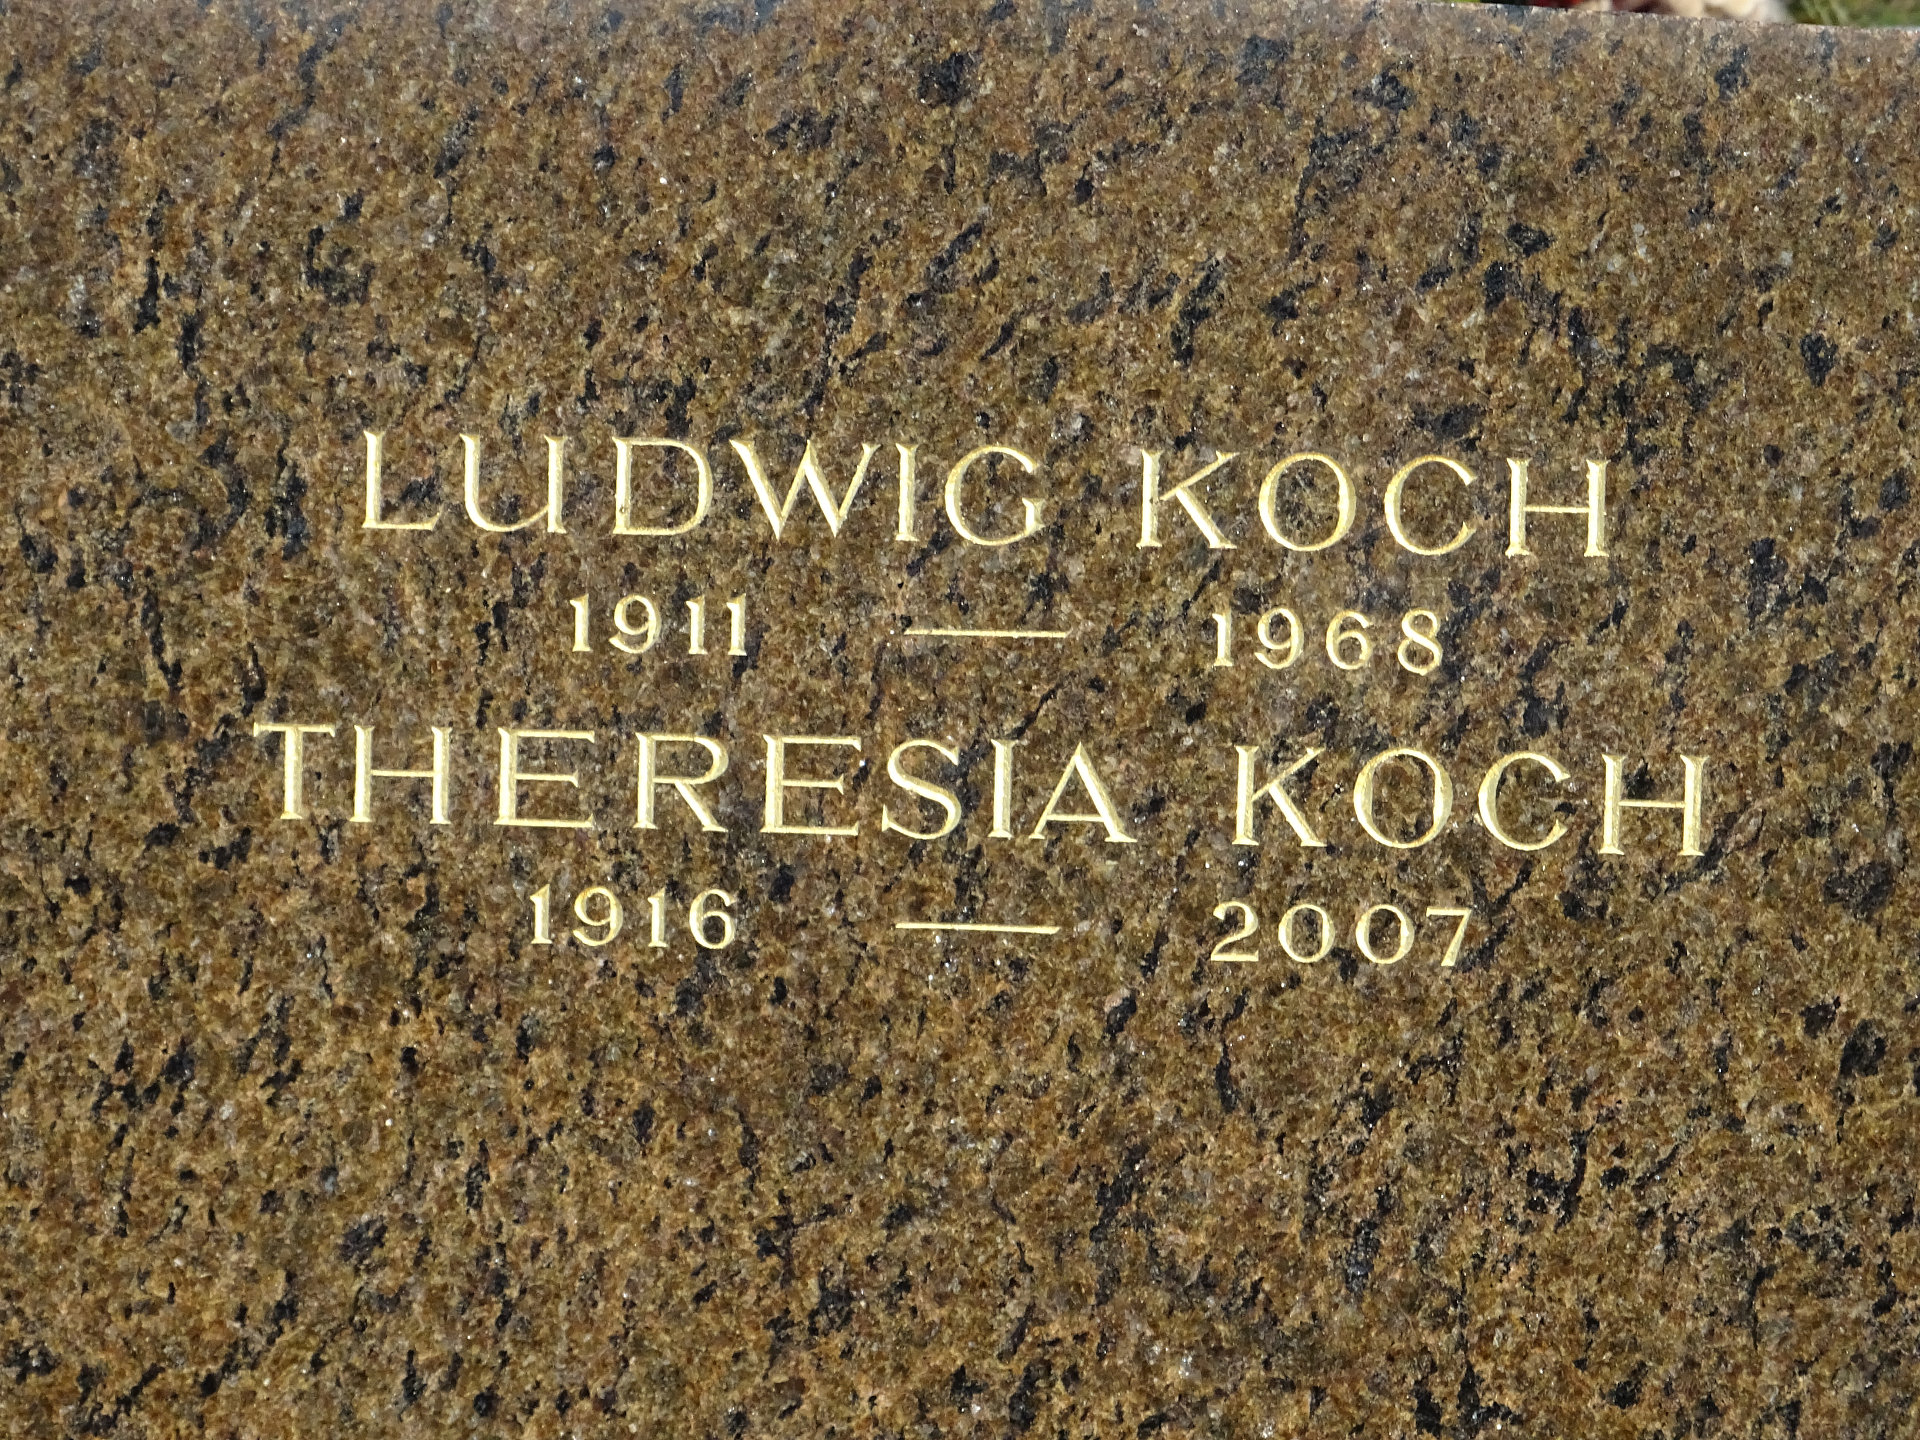 LUDWIG KOCH
1911 — 1968
THERESIA KOCH
1916 — 2007